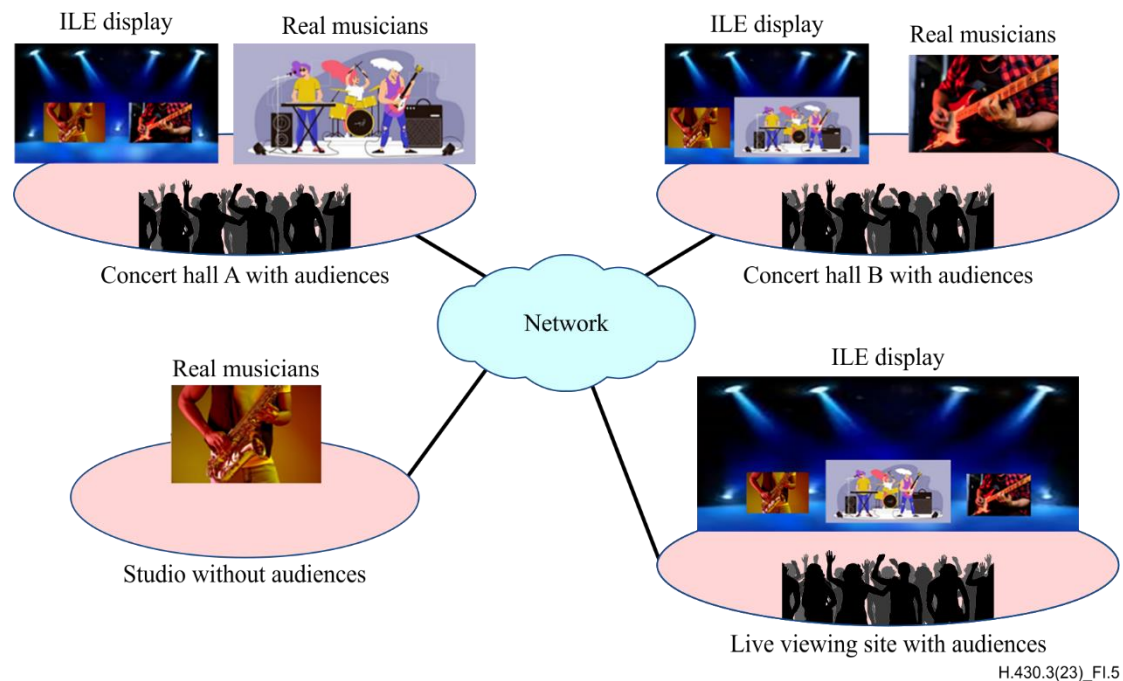 ILE display
Real musicians
ILE display
Real musicians
Concert hall A with audiences
Concert hall B with audiences
Network
Real musicians
ILE display
Studio without audiences
Live viewing site with audiences
H.430.3(23)_FI.5